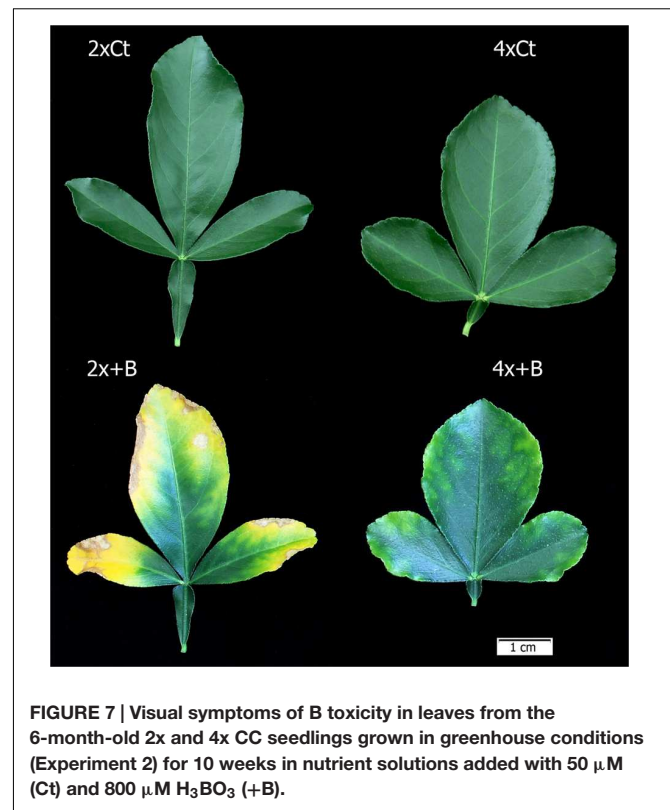 2xCt
4xCt
2x+B
4x+B
1 cm
FIGURE 7 | Visual symptoms of B toxicity in leaves from the
6-month-old 2x and 4x CC seedlings grown in greenhouse conditions
(Experiment 2) for 10 weeks in nutrient solutions added with 50 μM
(Ct) and 800 μM H₃BO₃ (+B).